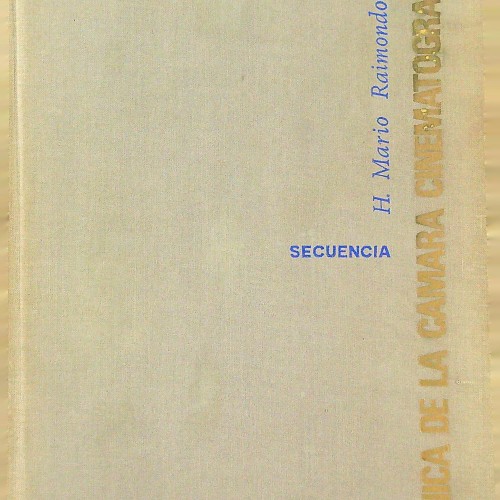 H. Mario Raimondo
SECUENCIA
ICA DE LA CAMARA CINEMATOGRA